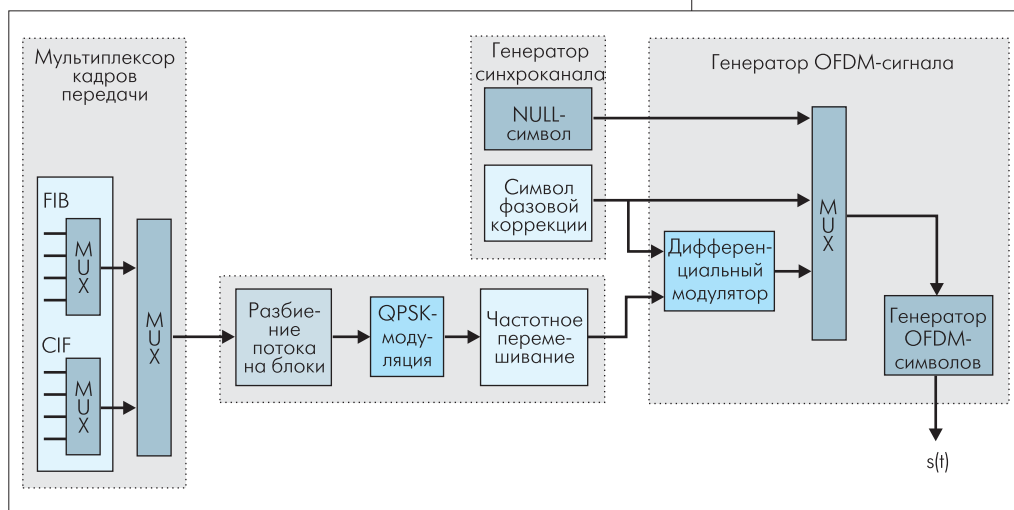 Мультиплексор
кадров
передачи
FIB
MUX
CIF
MUX
MUX
Разбие-
ние
потока
на блоки
QPSK-
моду-
ляция
Частотное
переме-
шивание
Генератор
синхроканала
NULL-
символ
Символ
фазовой
коррекции
Генератор OFDM-сигнала
Дифферен-
циальный
модулятор
MUX
Генератор
OFDM-
символов
s(t)